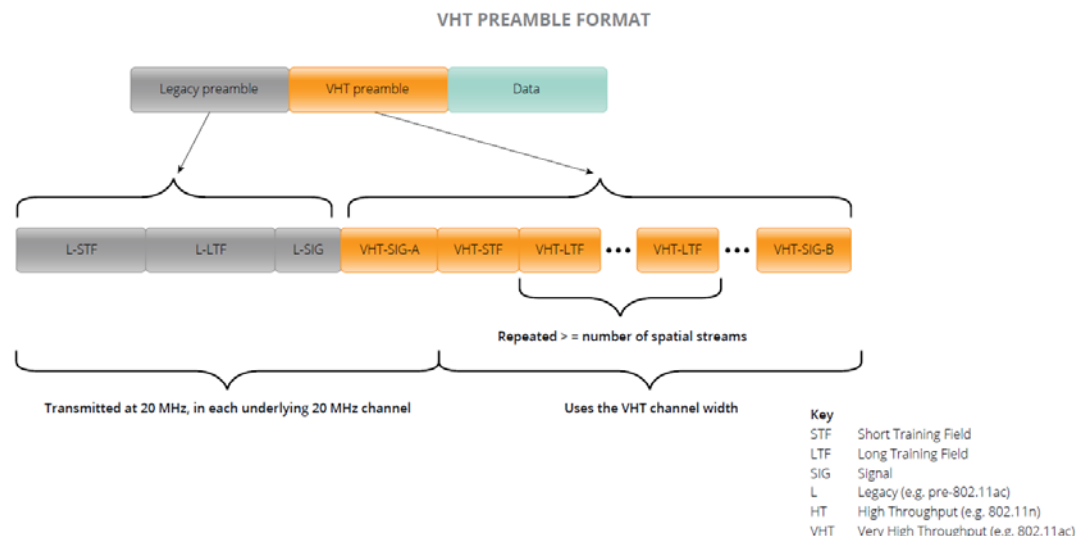 VHT PREAMBLE FORMAT
Legacy preamble VHT preamble Data
L-STF L-LTF L-SIG VHT-SIG-A VHT-STF VHT-LTF ••• VHT-LTF ••• VHT-SIG-B
Repeated > = number of spatial streams
Transmitted at 20 MHz, in each underlying 20 MHz channel Uses the VHT channel width
Key
STF Short Training Field
LTF Long Training Field
SIG Signal
L Legacy (e.g. pre-802.11ac)
HT High Throughput (e.g. 802.11n)
VHT Very High Throughput (e.g. 802.11ac)